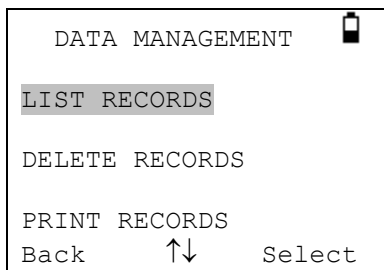 DATA MANAGEMENT
LIST RECORDS
DELETE RECORDS
PRINT RECORDS
Back ↑↓ Select